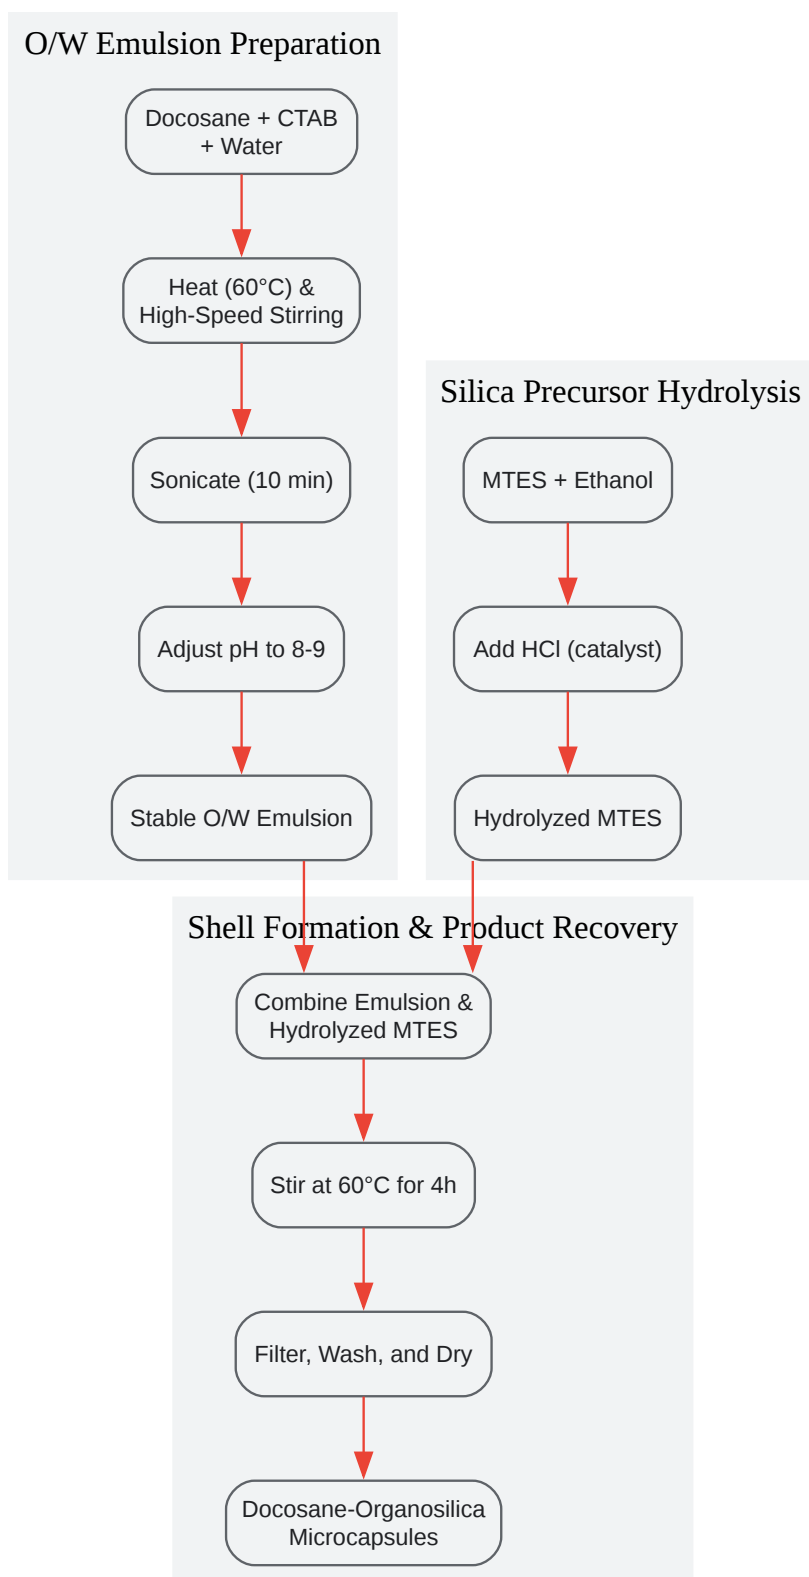 O/W Emulsion Preparation
Docosane + CTAB
+ Water
Heat (60°C) &
High-Speed Stirring
Sonicate (10 min)
Adjust pH to 8-9
Stable O/W Emulsion
Silica Precursor Hydrolysis
MTES + Ethanol
Add HCl (catalyst)
Hydrolyzed MTES
Shell Formation & Product Recovery
Combine Emulsion &
Hydrolyzed MTES
Stir at 60°C for 4h
Filter, Wash, and Dry
Docosane-Organosilica
Microcapsules